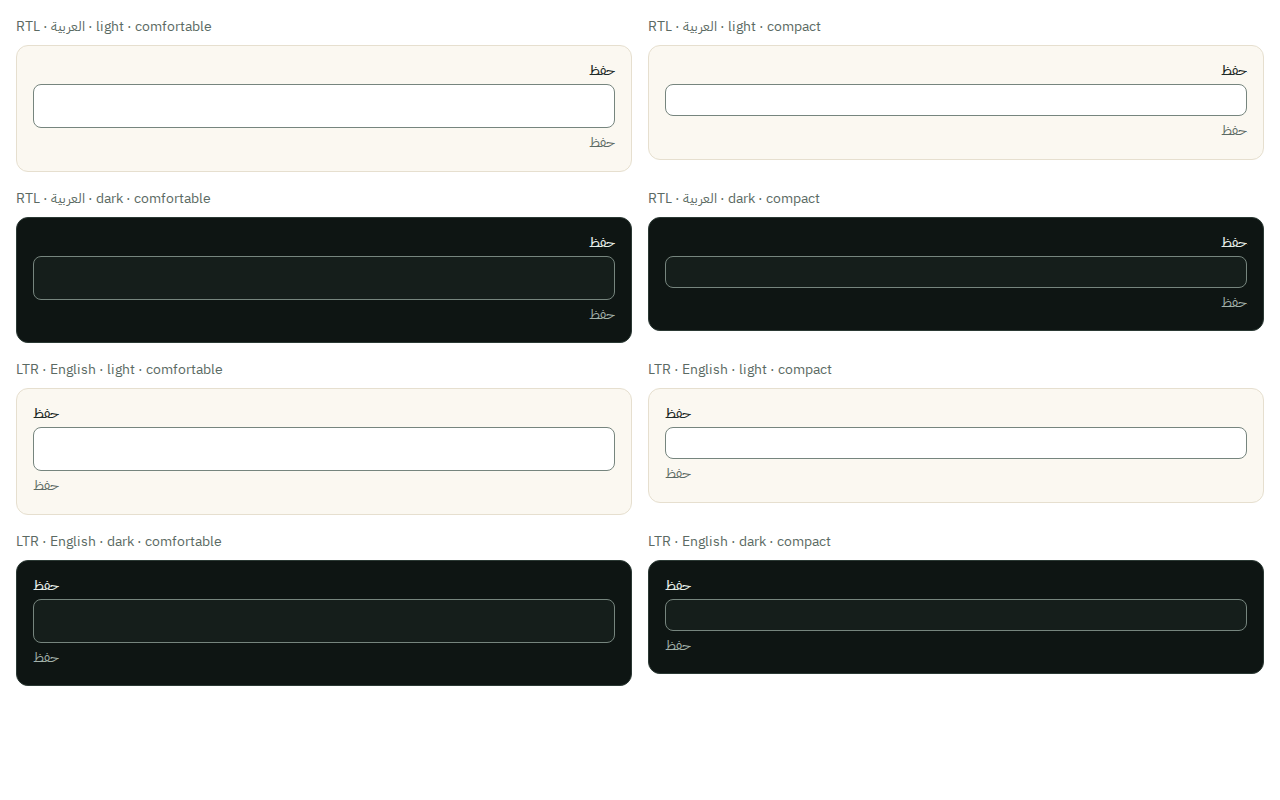 RTL · العربية · light · comfortable
حفظ
حفظ
RTL · العربية · light · compact
حفظ
حفظ
RTL · العربية · dark · comfortable
حفظ
حفظ
RTL · العربية · dark · compact
حفظ
حفظ
LTR · English · light · comfortable
حفظ
حفظ
LTR · English · light · compact
حفظ
حفظ
LTR · English · dark · comfortable
حفظ
حفظ
LTR · English · dark · compact
حفظ
حفظ